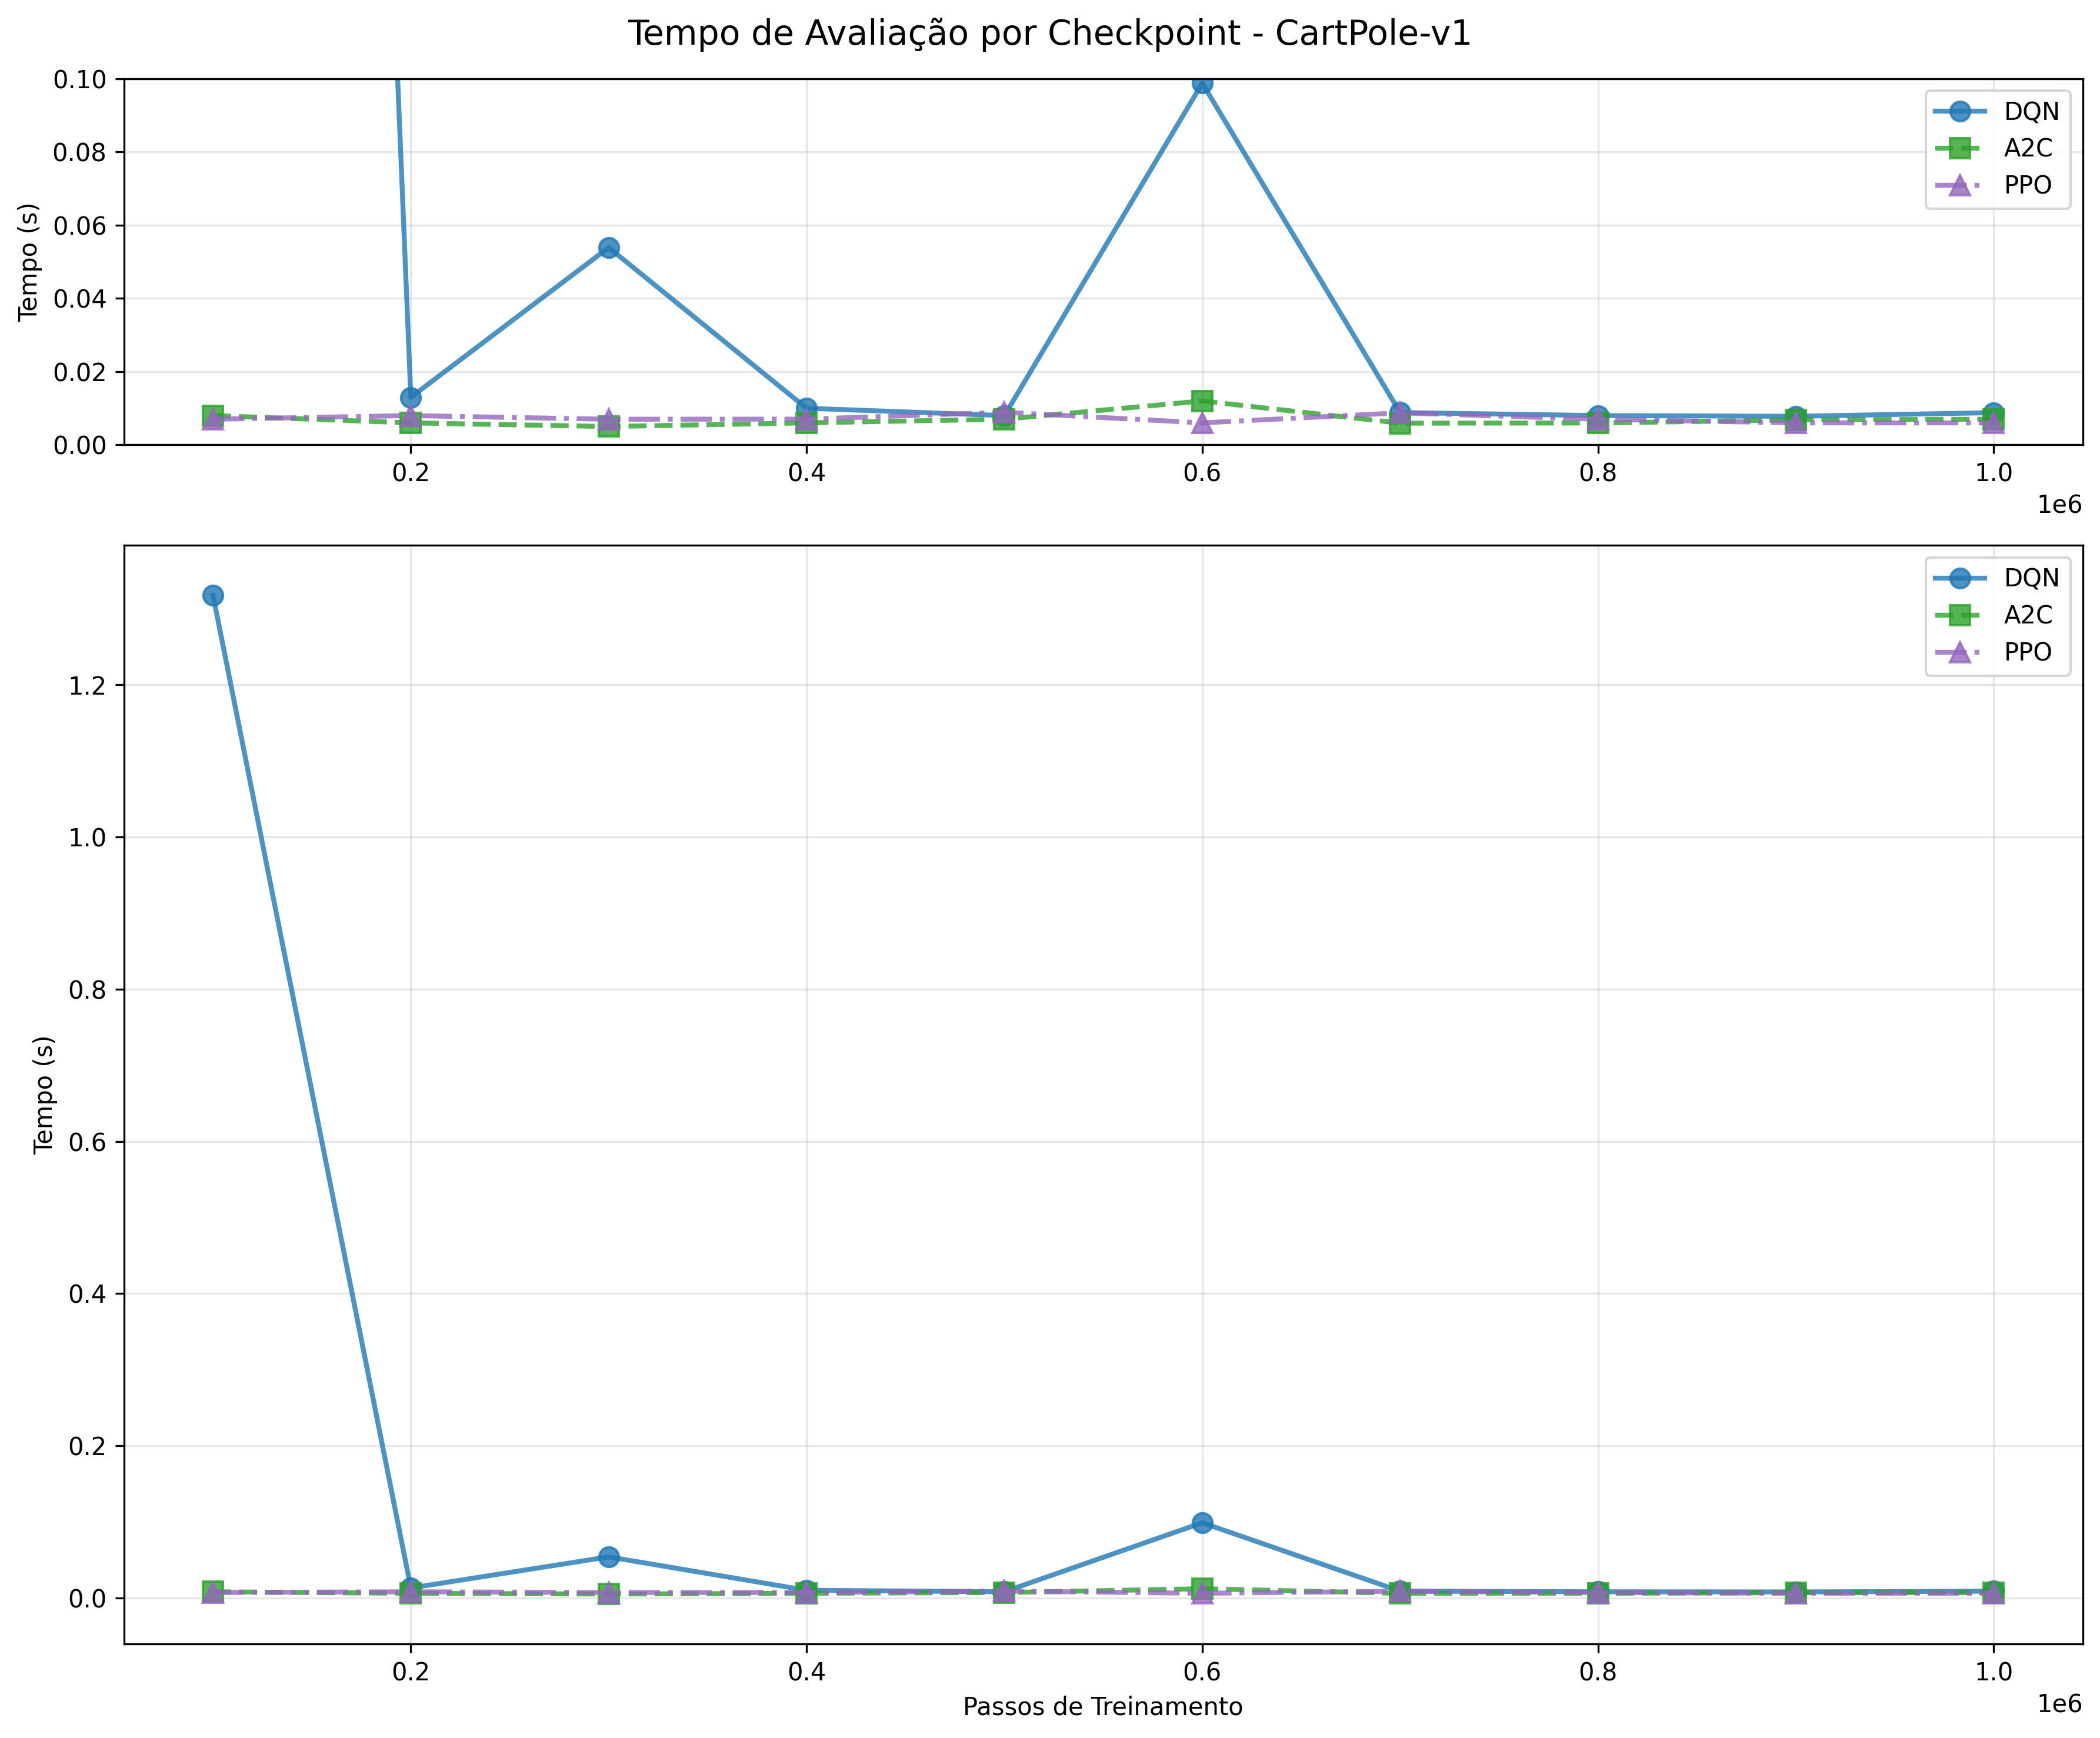 Tempo de Avaliação por Checkpoint - CartPole-v1
0.10
0.08
0.06
0.04
0.02
0.00
Tempo (s)
DQN
A2C
PPO
0.2 0.4 0.6 0.8 1.0
1e6
1.2
1.0
0.8
0.6
0.4
0.2
0.0
Tempo (s)
DQN
A2C
PPO
0.2 0.4 0.6 0.8 1.0
1e6
Passos de Treinamento